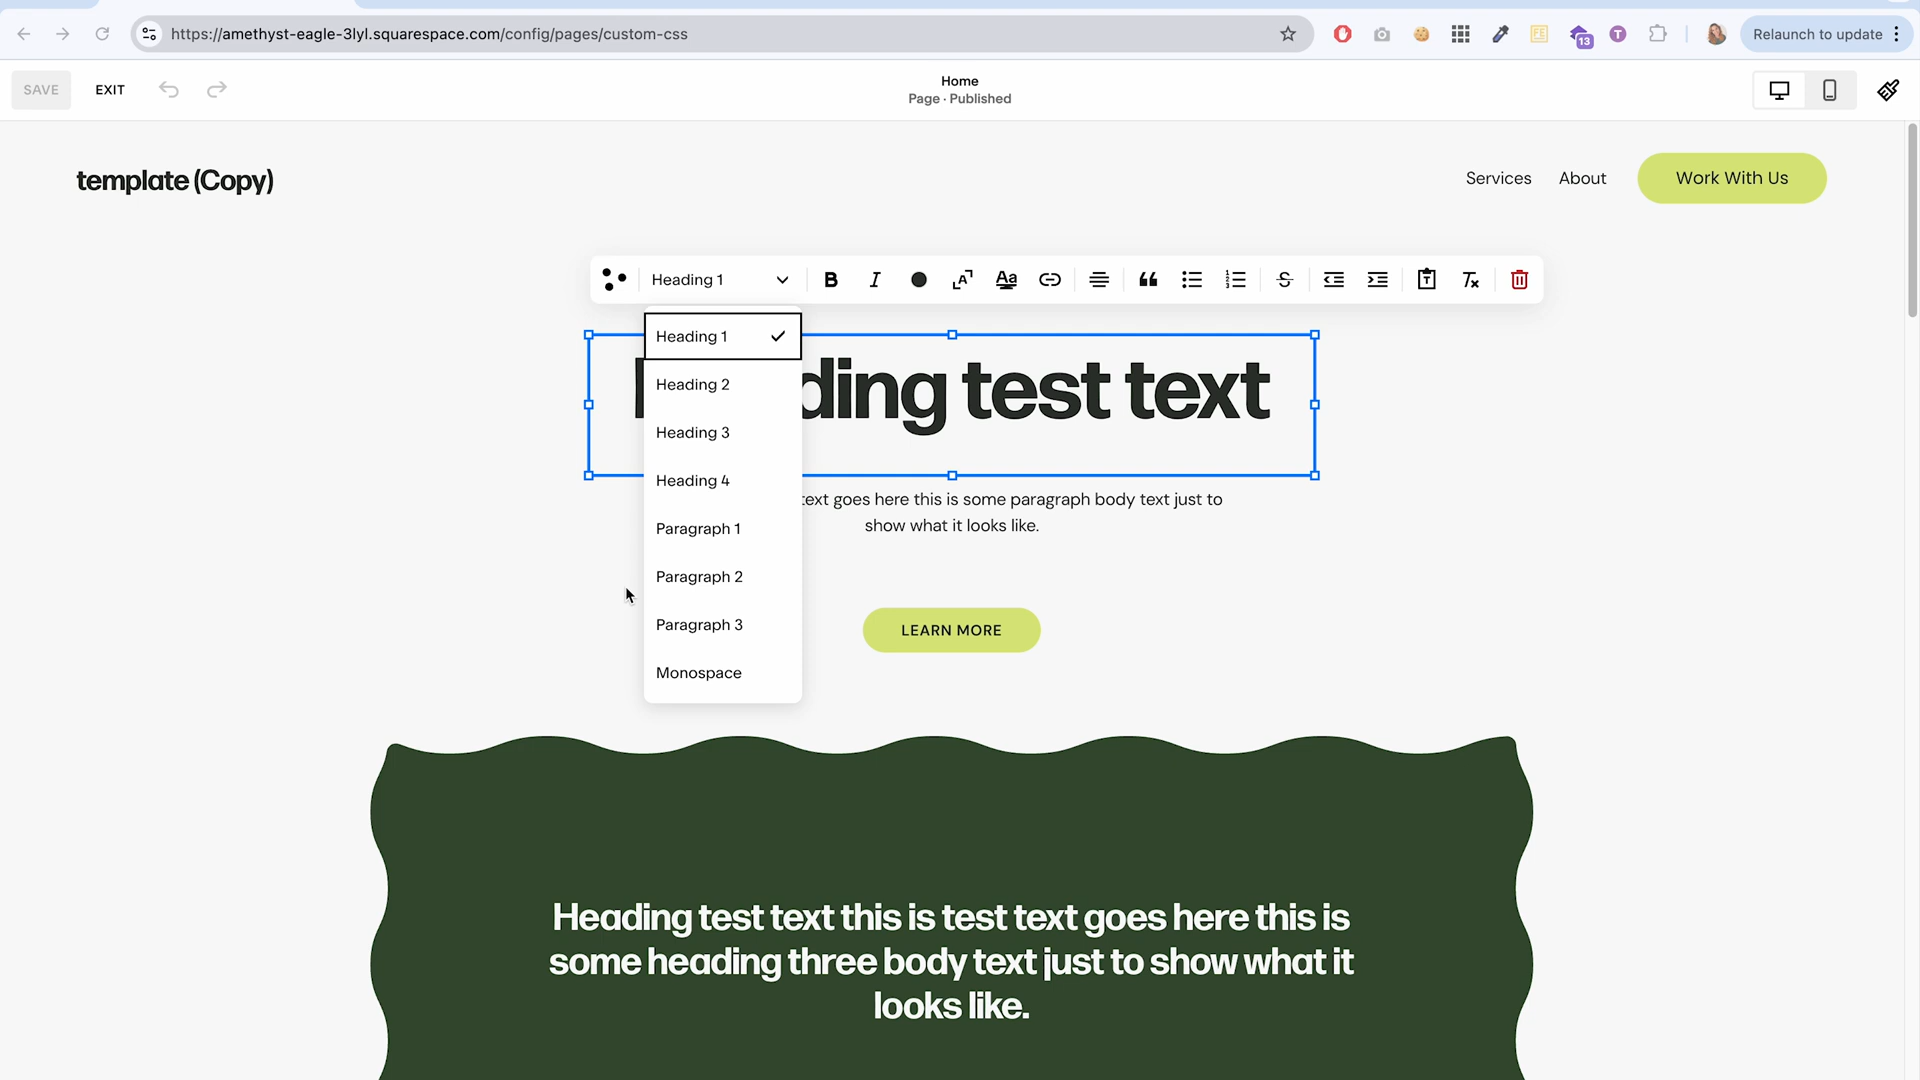 https://amethyst-eagle-3lyl.squarespace.com/config/pages/custom-css
FE
13
T
Relaunch to update
SAVE
EXIT
Home
Page · Published
template (Copy)
Services
About
Work With Us
Heading 1
Heading 1
Heading 2
Heading 3
Heading 4
Paragraph 1
Paragraph 2
Paragraph 3
Monospace
ding test text
text goes here this is some paragraph body text just to
show what it looks like.
LEARN MORE
Heading test text this is test text goes here this is
some heading three body text just to show what it
looks like.